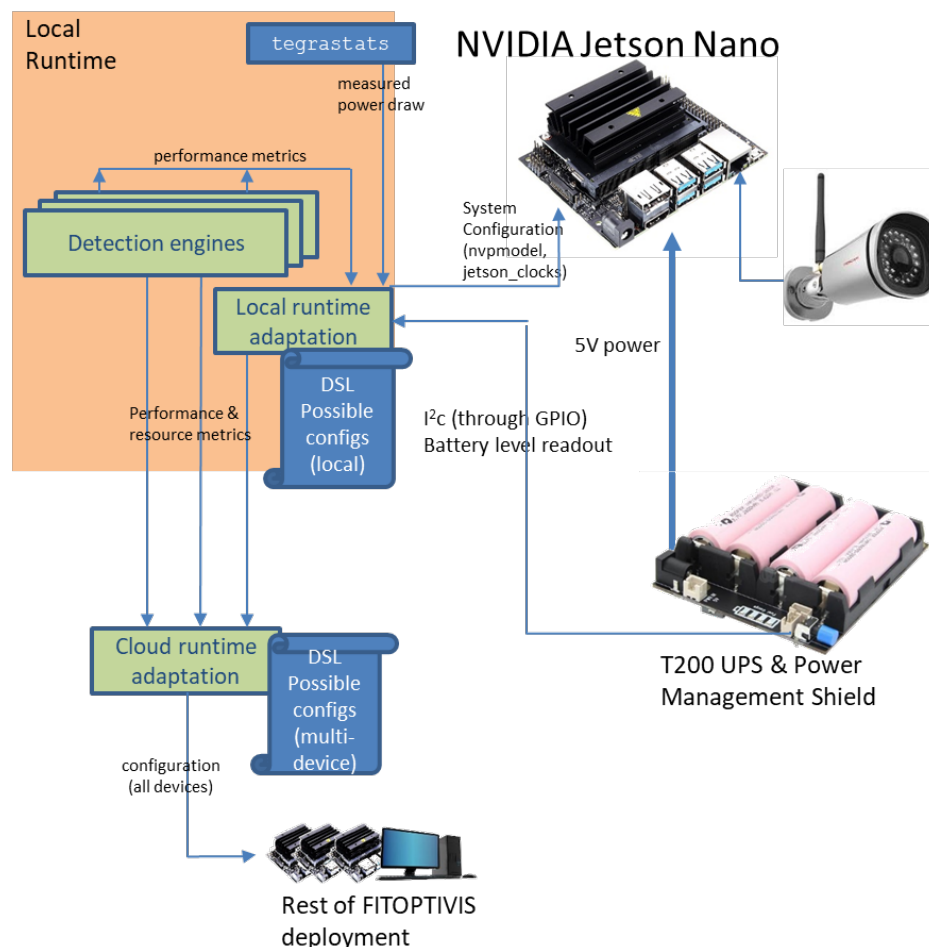 Local
Runtime
tegrastats
NVIDIA Jetson Nano
measured
power draw
performance metrics
Detection engines
System
Configuration
(nvpmodel,
jetson_clocks)
Local runtime
adaptation
5V power
DSL
Possible
configs
(local)
Performance &
resource metrics
I²c (through GPIO)
Battery level readout
Cloud runtime
adaptation
DSL
Possible
configs
(multi-
device)
T200 UPS & Power
Management Shield
configuration
(all devices)
Rest of FITOPTIVIS
deployment